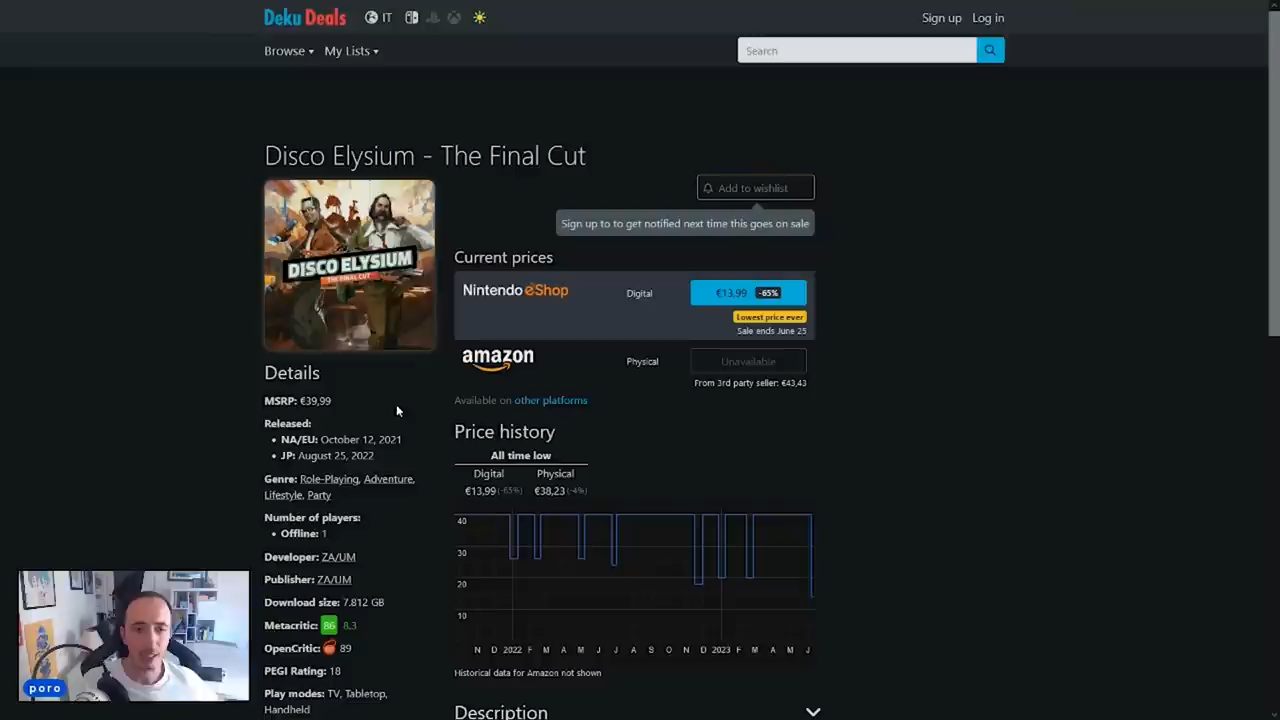 Deku Deals IT
Sign up Log in
Browse My Lists
Search
Disco Elysium - The Final Cut
Add to wishlist
Sign up to to get notified next time this goes on sale
DISCO ELYSIUM
THE FINAL CUT
Current prices
Nintendo eShop Digital €13,99 -65%
Lowest price ever
Sale ends June 25
amazon Physical Unavailable
From 3rd party seller: €43,43
Available on other platforms
Details
MSRP: €39,99
Released:
• NA/EU: October 12, 2021
• JP: August 25, 2022
Genre: Role-Playing, Adventure,
Lifestyle, Party
Number of players:
• Offline: 1
Developer: ZA/UM
Publisher: ZA/UM
Download size: 7.812 GB
Metacritic: 86 8.3
OpenCritic: 89
PEGI Rating: 18
Play modes: TV, Tabletop,
Handheld
Price history
All time low
Digital Physical
€13,99 (-65%) €38,23 (-4%)
40
30
20
10
N D 2022 F M A M J J A S O N D 2023 F M A M J
Historical data for Amazon not shown
Description
poro